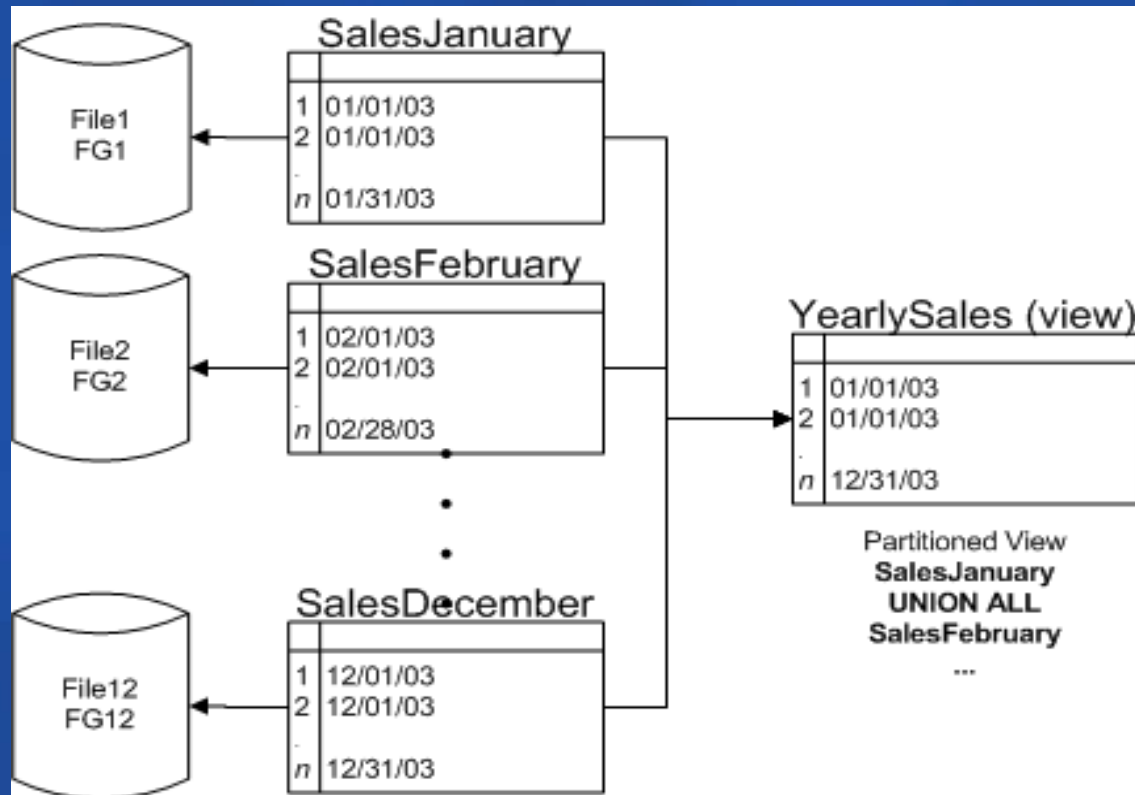 SalesJanuary
File1
FG1
1 01/01/03
2 01/01/03
.
n 01/31/03
SalesFebruary
File2
FG2
1 02/01/03
2 02/01/03
.
n 02/28/03
SalesDecember
File12
FG12
1 12/01/03
2 12/01/03
.
n 12/31/03
YearlySales (view)
1 01/01/03
2 01/01/03
.
n 12/31/03
Partitioned View
SalesJanuary
UNION ALL
SalesFebruary
...